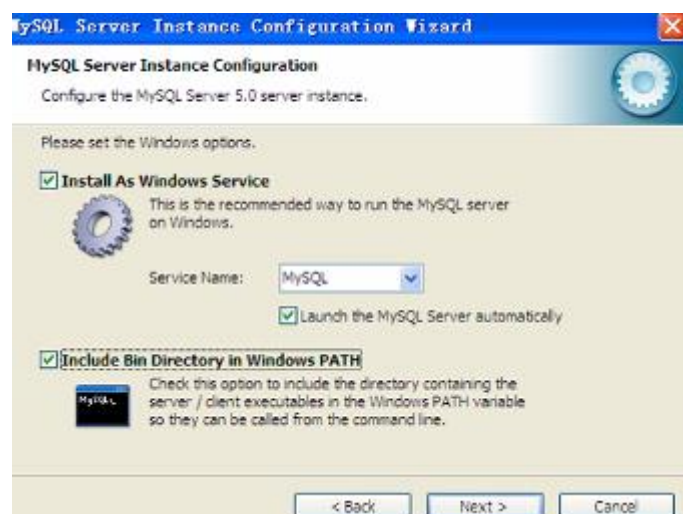 MySQL Server Instance Configuration Wizard
MySQL Server Instance Configuration
Configure the MySQL Server 5.0 server instance.
Please set the Windows options.
Install As Windows Service
This is the recommended way to run the MySQL server
on Windows.
Service Name:
MySQL
Launch the MySQL Server automatically
Include Bin Directory in Windows PATH
Check this option to include the directory containing the
server / client executables in the Windows PATH variable
so they can be called from the command line.
< Back
Next >
Cancel